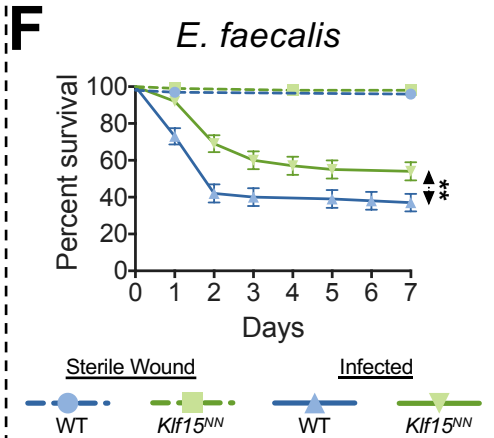 F
E. faecalis
Percent survival
100
80
60
40
20
0
0 1 2 3 4 5 6 7
Days
**
Sterile Wound Infected
WT Klf15NN WT Klf15NN